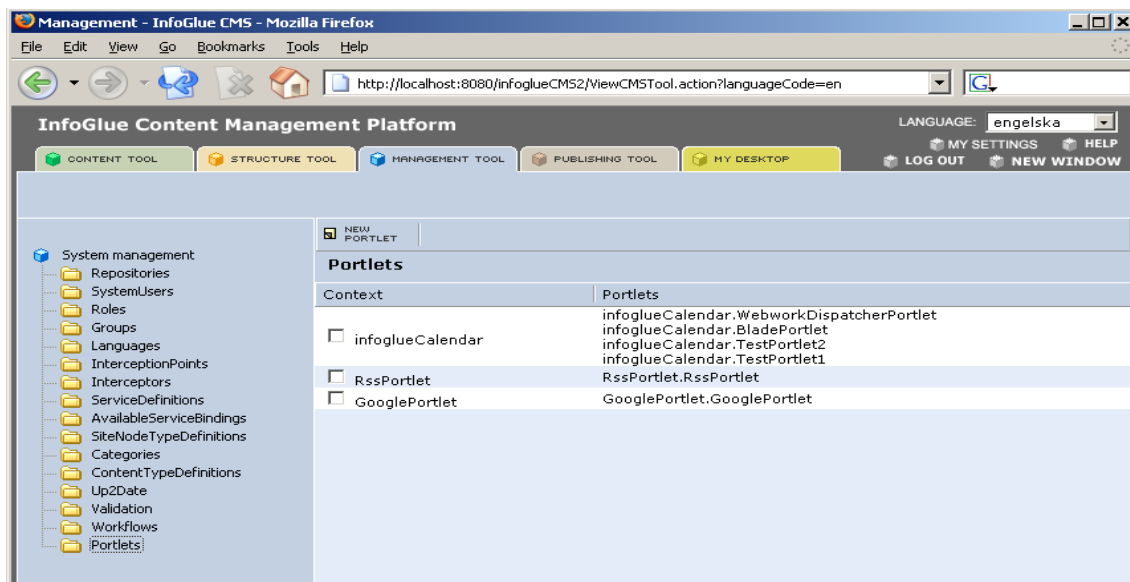 Management - InfoGlue CMS - Mozilla Firefox
File Edit View Go Bookmarks Tools Help
http://localhost:8080/infoglueCMS2/ViewCMSTool.action?languageCode=en
G
InfoGlue Content Management Platform
LANGUAGE: engelska
MY SETTINGS HELP
CONTENT TOOL STRUCTURE TOOL MANAGEMENT TOOL PUBLISHING TOOL MY DESKTOP
LOG OUT NEW WINDOW
NEW
PORTLET
System management
Repositories
SystemUsers
Roles
Groups
Languages
InterceptionPoints
Interceptors
ServiceDefinitions
AvailableServiceBindings
SiteNodeTypeDefinitions
Categories
ContentTypeDefinitions
Up2Date
Validation
Workflows
Portlets
Portlets
Context Portlets
infoglueCalendar
infoglueCalendar.WebworkDispatcherPortlet
infoglueCalendar.BladePortlet
infoglueCalendar.TestPortlet2
infoglueCalendar.TestPortlet1
RssPortlet RssPortlet.RssPortlet
GooglePortlet GooglePortlet.GooglePortlet